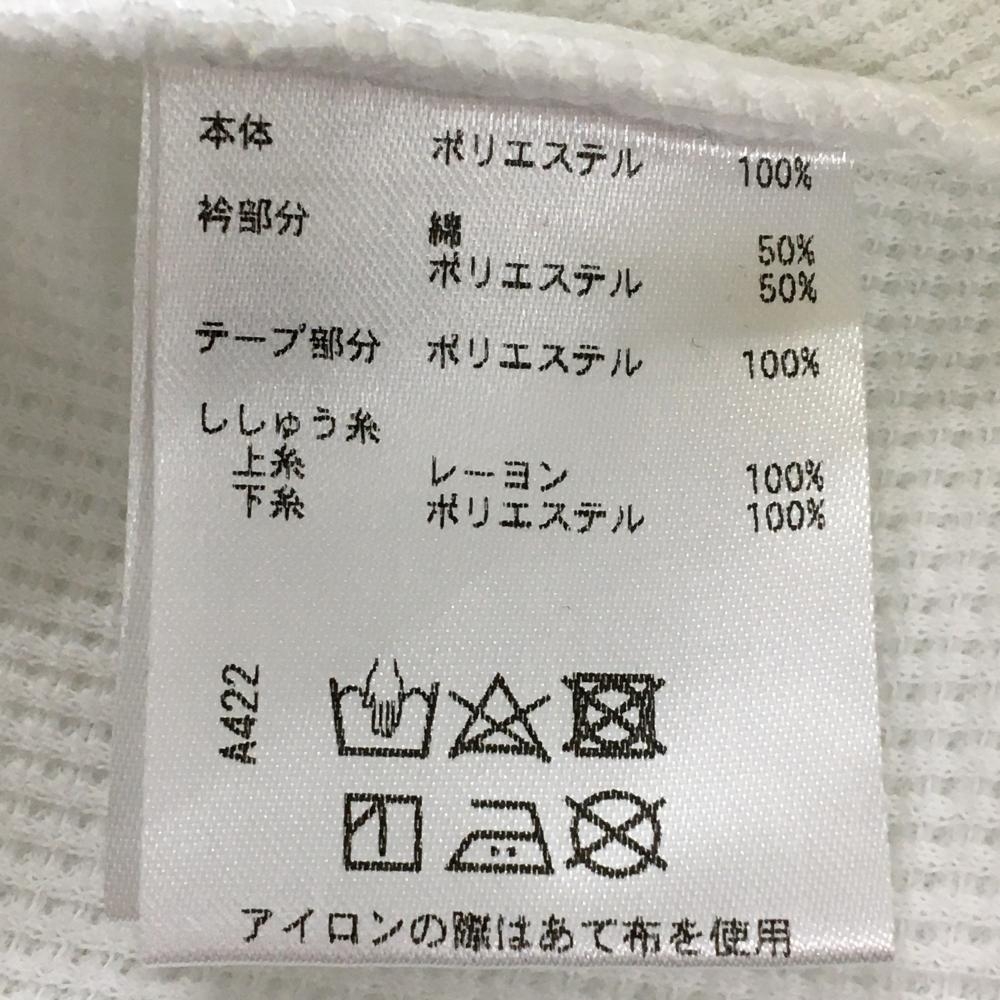 本体 ポリエステル 100%
衿部分 綿 50%
ポリエステル 50%
テープ部分 ポリエステル 100%
ししゅう糸
上糸 レーヨン 100%
下糸 ポリエステル 100%
A422
アイロンの際はあて布を使用